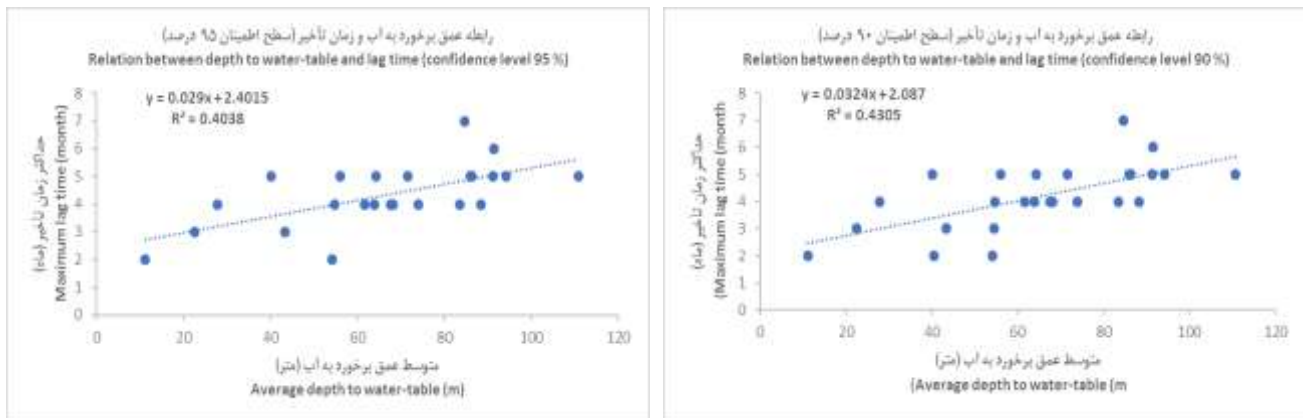 رابطه عمق برخورد به آب و زمان تأخیر (سطح اطمینان ۹۵ درصد)
Relation between depth to water-table and lag time (confidence level 95 %)
y = 0.029x + 2.4015
R² = 0.4038
8
7
6
5
4
3
2
1
0
حداکثر زمان تأخیر (ماه)
Maximum lag time (month)
0 20 40 60 80 100 120
متوسط عمق برخورد به آب (متر)
Average depth to water-table (m)
رابطه عمق برخورد به آب و زمان تأخیر (سطح اطمینان ۹۰ درصد)
Relation between depth to water-table and lag time (confidence level 90 %)
y = 0.0324x + 2.087
R² = 0.4305
8
7
6
5
4
3
2
1
0
حداکثر زمان تأخیر (ماه)
(Maximum lag time (month
0 20 40 60 80 100 120
متوسط عمق برخورد به آب (متر)
(Average depth to water-table (m